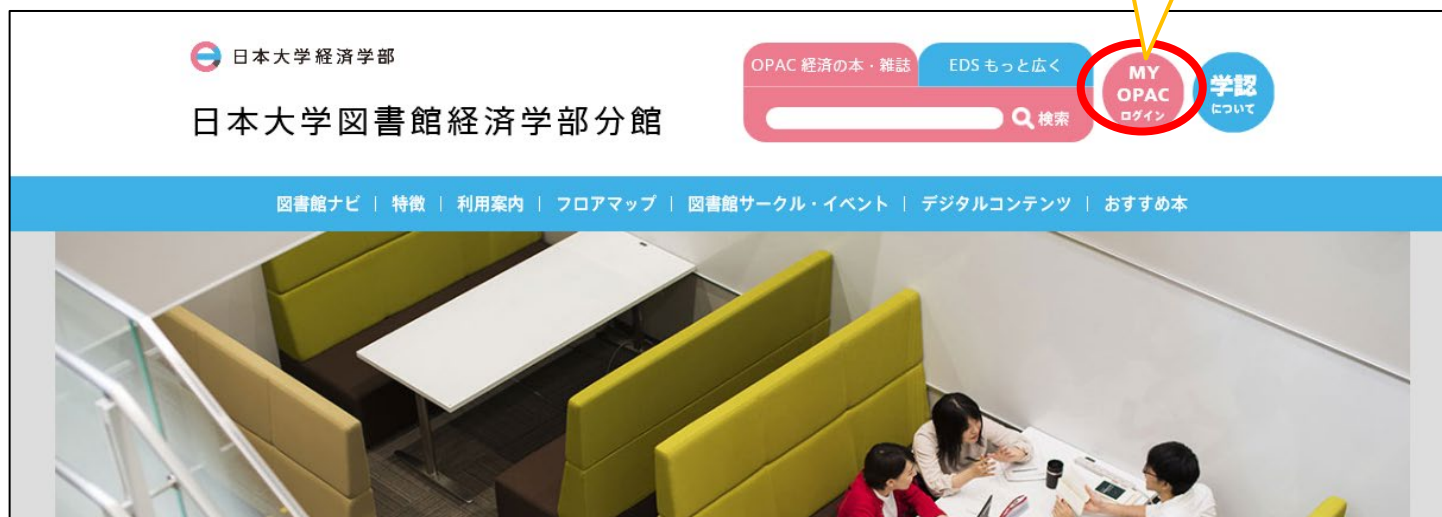 日本大学経済学部
日本大学図書館経済学部分館
OPAC 経済の本・雑誌
EDS もっと広く
検索
MY
OPAC
ログイン
学認
について
図書館ナビ | 特徴 | 利用案内 | フロアマップ | 図書館サークル・イベント | デジタルコンテンツ | おすすめ本